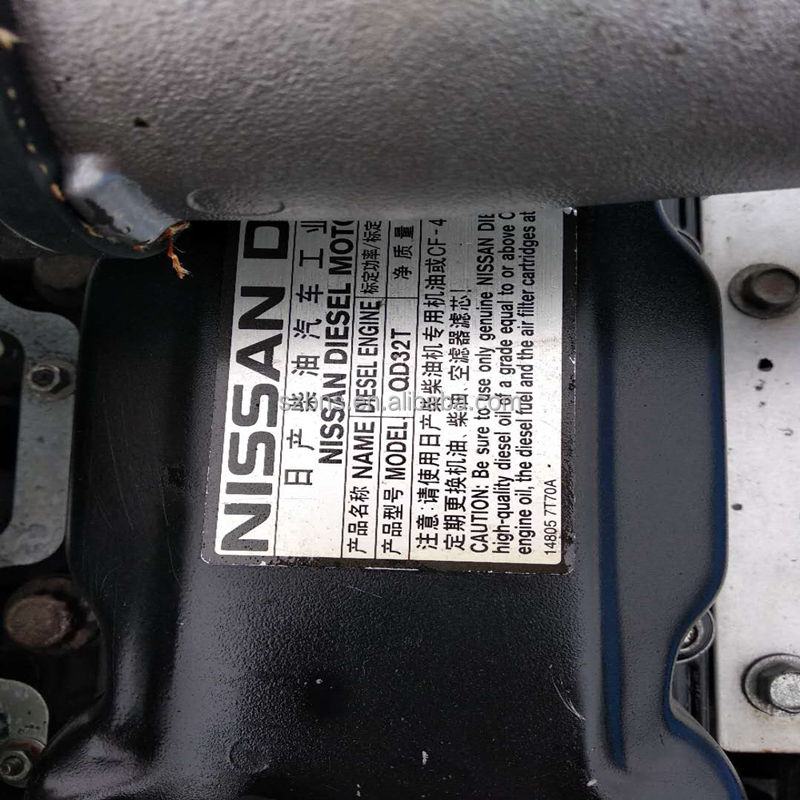 NISSAN D
日产柴油汽车工业
NISSAN DIESEL MOTO
产品名称 NAME DIESEL ENGINE 标定功率/标定
产品型号 MODEL QD32T 净质量
注意:请使用日产柴柴油机专用机油或CF-4
定期更换机油、柴油、空滤器滤芯!
CAUTION: Be sure to use only genuine NISSAN DIE
high-quality diesel oil a grade equal to or above C
engine oil, the diesel fuel and the air filter cartridges at
14805 7T70A